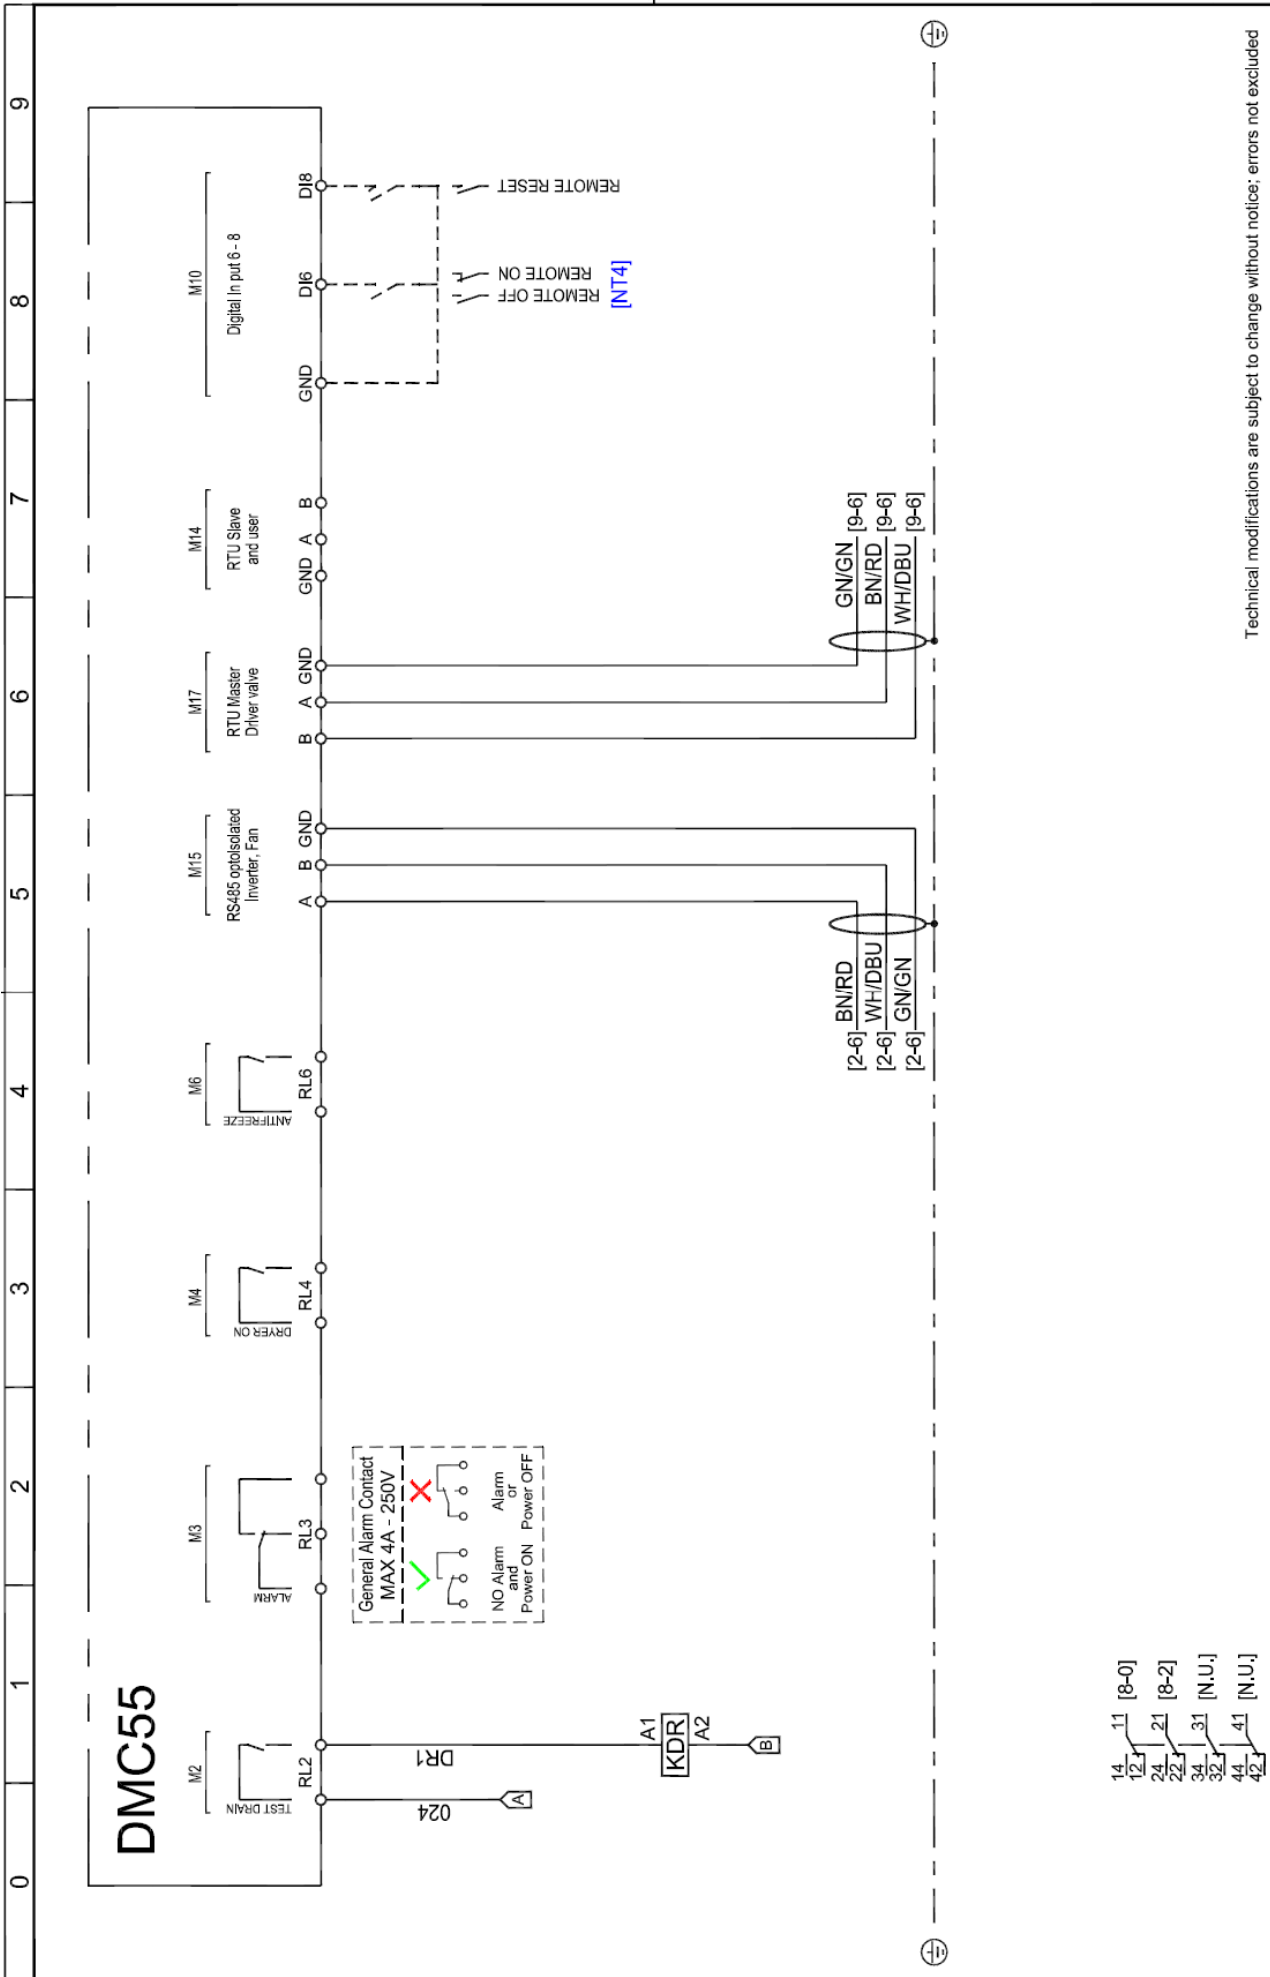 0 1 2 3 4 5 6 7 8 9
DMC55
M2
TEST DRAIN
RL2
M3
ALARM
RL3
M4
DRYER ON
RL4
M6
ANTIFREEZE
RL6
M15
RS485 optoisolated
Inverter, Fan
A B GND
M17
RTU Master
Driver valve
B A GND
M14
RTU Slave
and user
GND A B
M10
Digital In put 6 - 8
GND DI6 DI8
General Alarm Contact
MAX 4A - 250V
NO Alarm
and
Power ON
Alarm
or
Power OFF
024
A
DR1
A1
KDR
A2
B
REMOTE OFF
REMOTE ON
[NT4]
REMOTE RESET
[2-6] BN/RD
[2-6] WH/DBU
[2-6] GN/GN
GN/GN [9-6]
BN/RD [9-6]
WH/DBU [9-6]
14
12 11 [8-0]
24
22 21 [8-2]
34
32 31 [N.U.]
44
42 41 [N.U.]
Technical modifications are subject to change without notice; errors not excluded